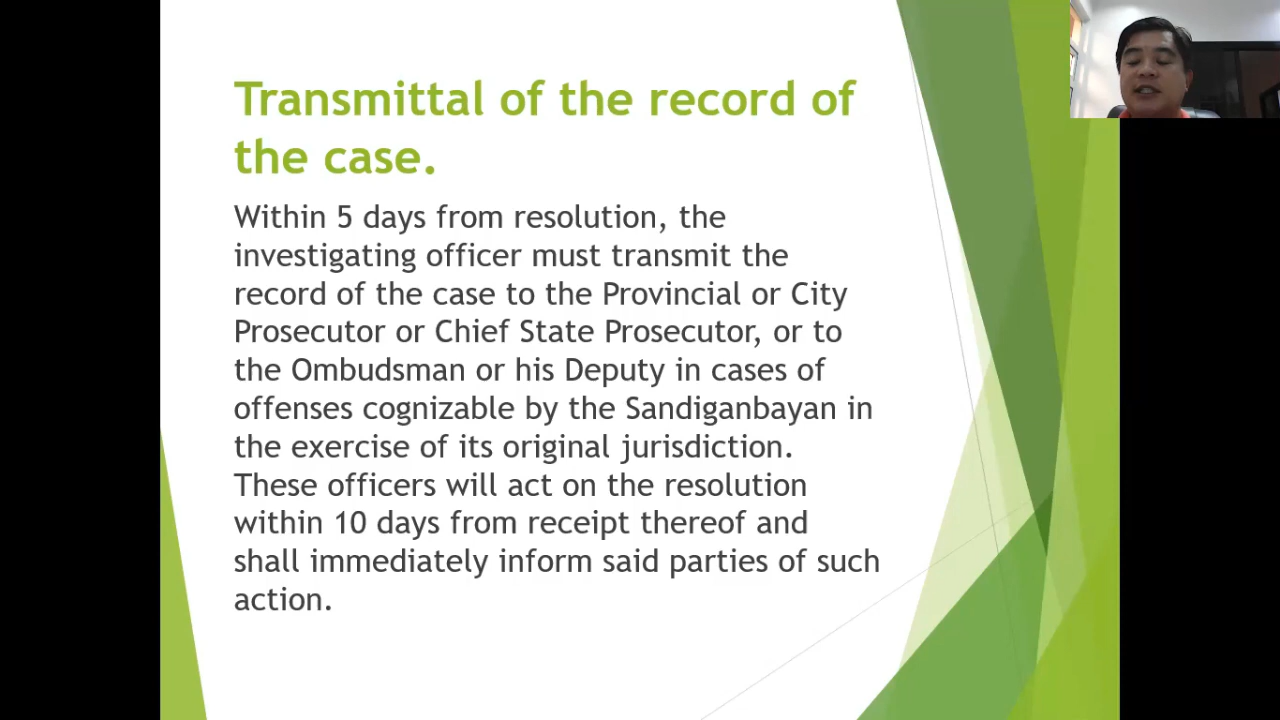 Transmittal of the record of
the case.
Within 5 days from resolution, the
investigating officer must transmit the
record of the case to the Provincial or City
Prosecutor or Chief State Prosecutor, or to
the Ombudsman or his Deputy in cases of
offenses cognizable by the Sandiganbayan in
the exercise of its original jurisdiction.
These officers will act on the resolution
within 10 days from receipt thereof and
shall immediately inform said parties of such
action.